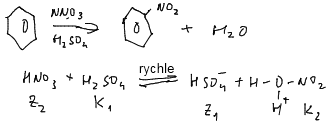 HNO3 NO2
H2SO4 + H2O
HNO3 + H2SO4 rychle HSO4⁻ + H-O-NO2
Z2 K1 Z1 H⁺ K2